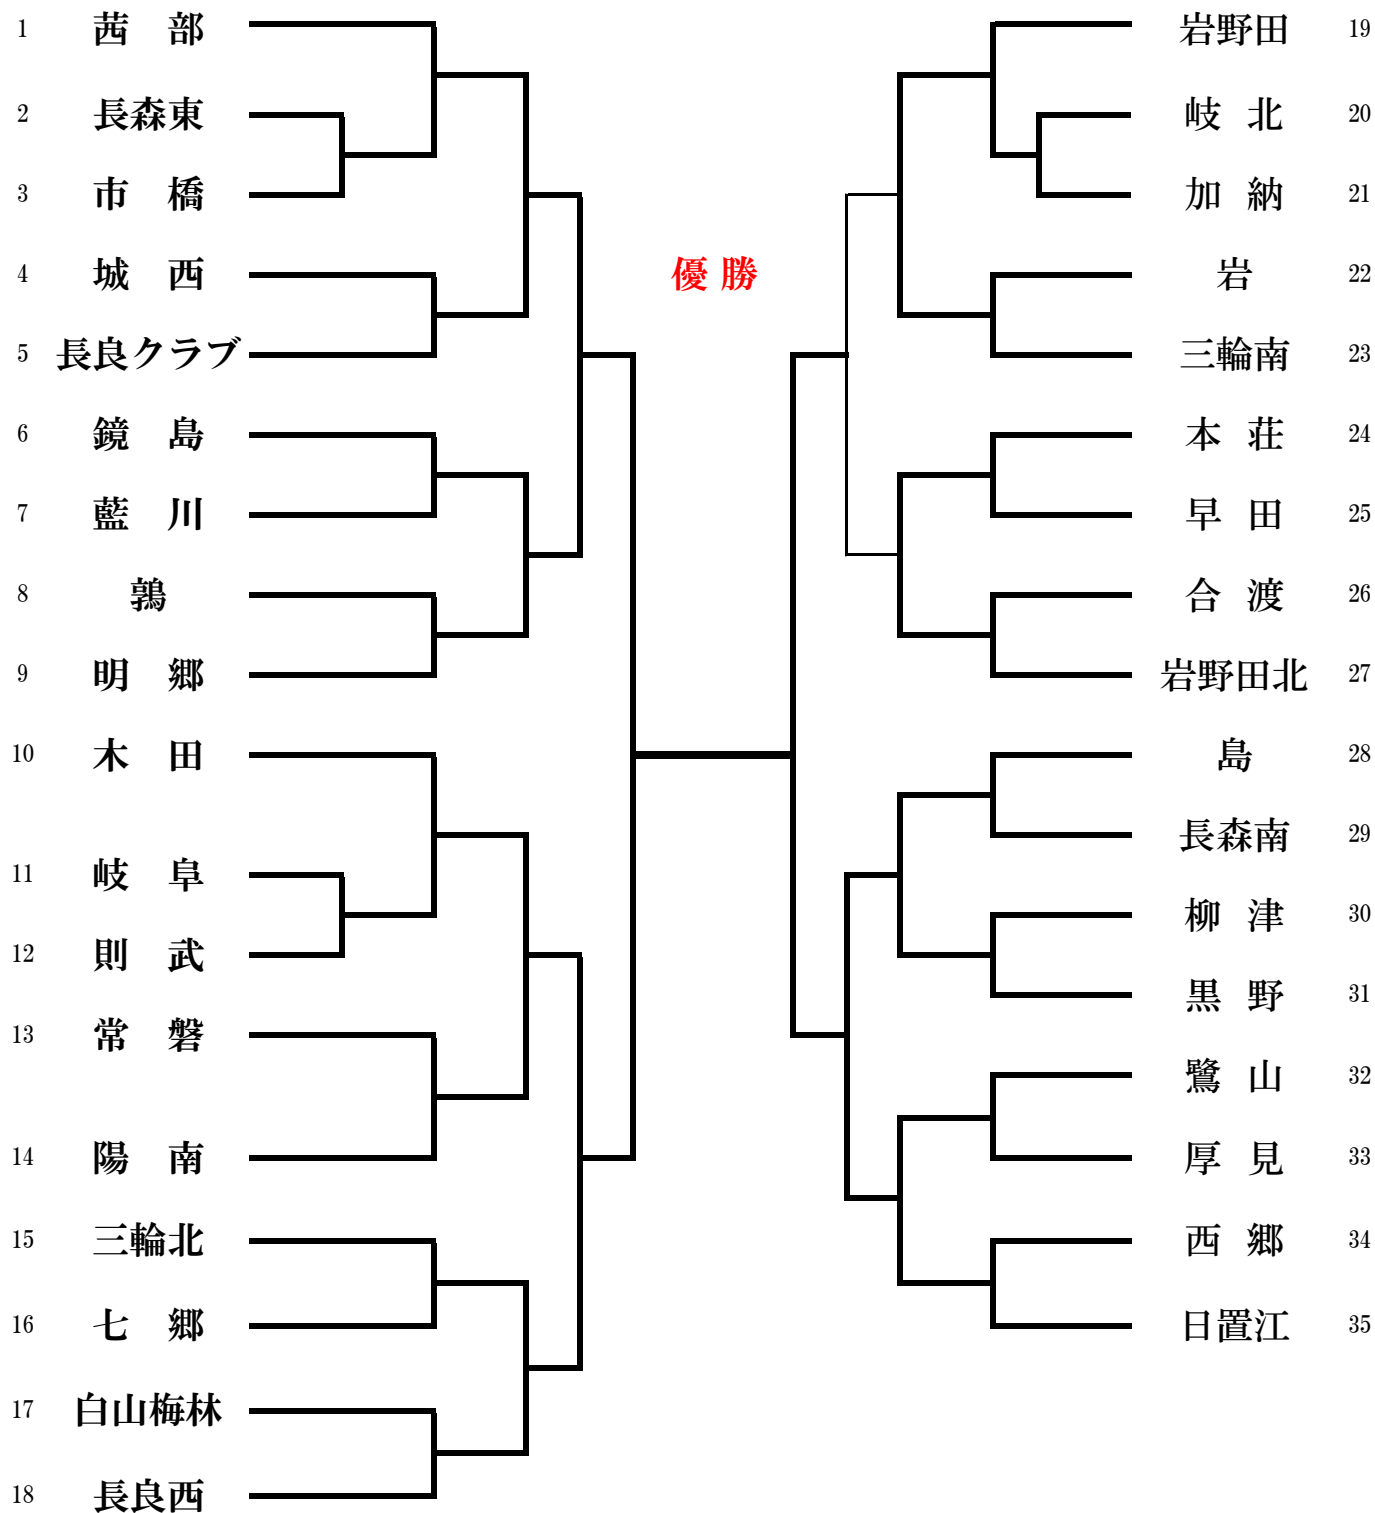 1 茜 部
2 長森東
3 市 橋
4 城 西
5 長良クラブ
6 鏡 島
7 藍 川
8 鶉
9 明 郷
10 木 田
11 岐 阜
12 則 武
13 常 磐
14 陽 南
15 三輪北
16 七 郷
17 白山梅林
18 長良西
優 勝
岩野田 19
岐 北 20
加 納 21
岩 22
三輪南 23
本 荘 24
早 田 25
合 渡 26
岩野田北 27
島 28
長森南 29
柳 津 30
黒 野 31
鷺 山 32
厚 見 33
西 郷 34
日置江 35